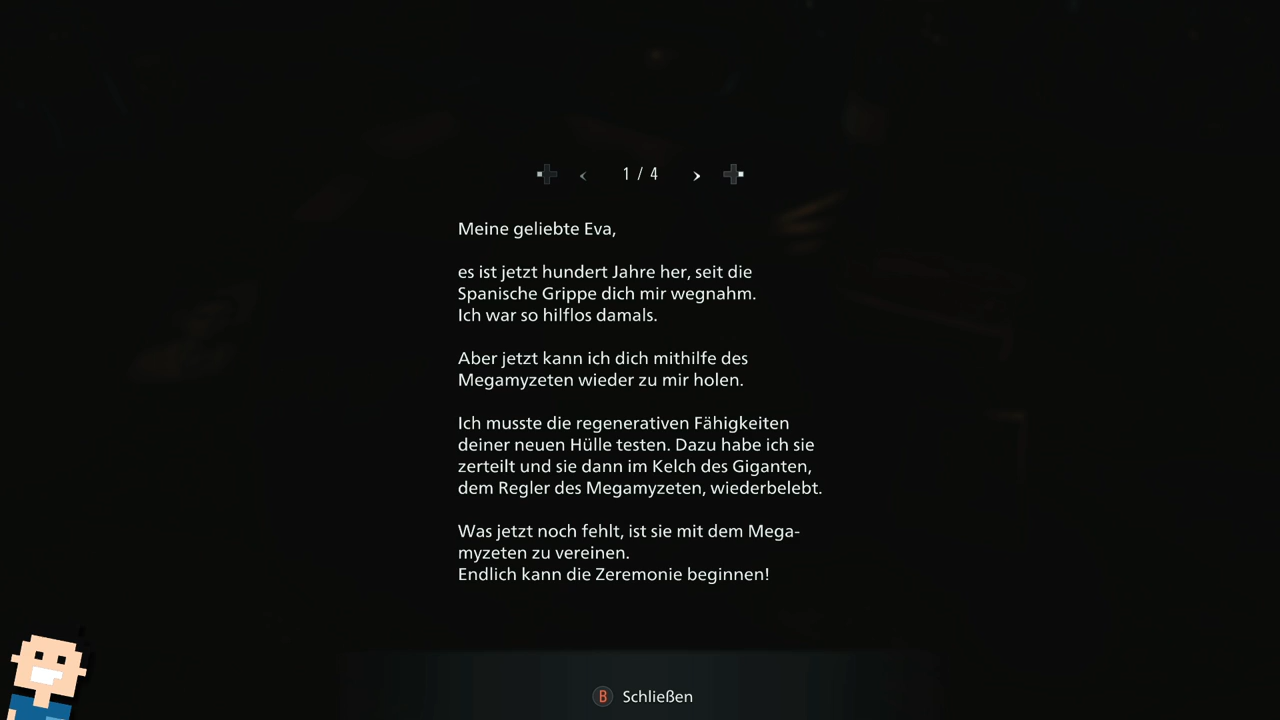 1 / 4
Meine geliebte Eva,
es ist jetzt hundert Jahre her, seit die
Spanische Grippe dich mir wegnahm.
Ich war so hilflos damals.
Aber jetzt kann ich dich mithilfe des
Megamyzeten wieder zu mir holen.
Ich musste die regenerativen Fähigkeiten
deiner neuen Hülle testen. Dazu habe ich sie
zerteilt und sie dann im Kelch des Giganten,
dem Regler des Megamyzeten, wiederbelebt.
Was jetzt noch fehlt, ist sie mit dem Mega-
myzeten zu vereinen.
Endlich kann die Zeremonie beginnen!
B Schließen